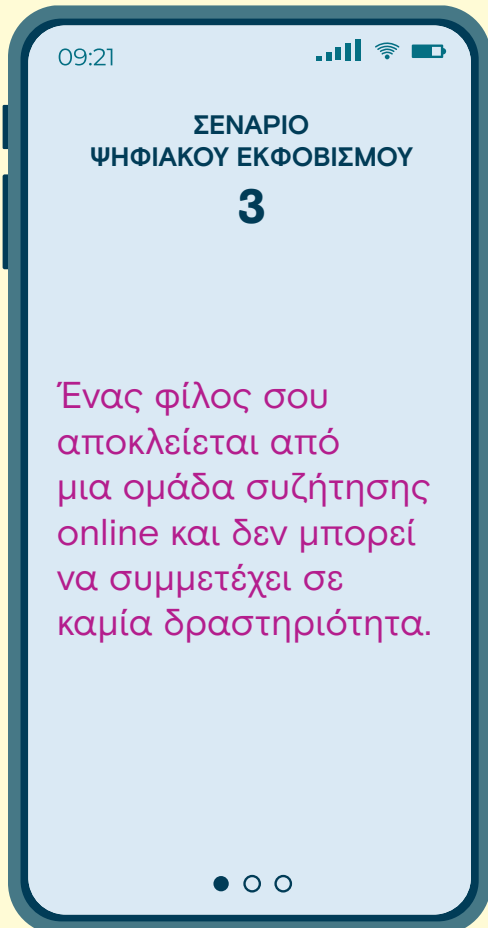 09:21
ΣΕΝΑΡΙΟ
ΨΗΦΙΑΚΟΥ ΕΚΦΟΒΙΣΜΟΥ
3
Ένας φίλος σου
αποκλείεται από
μια ομάδα συζήτησης
online και δεν μπορεί
να συμμετέχει σε
καμία δραστηριότητα.